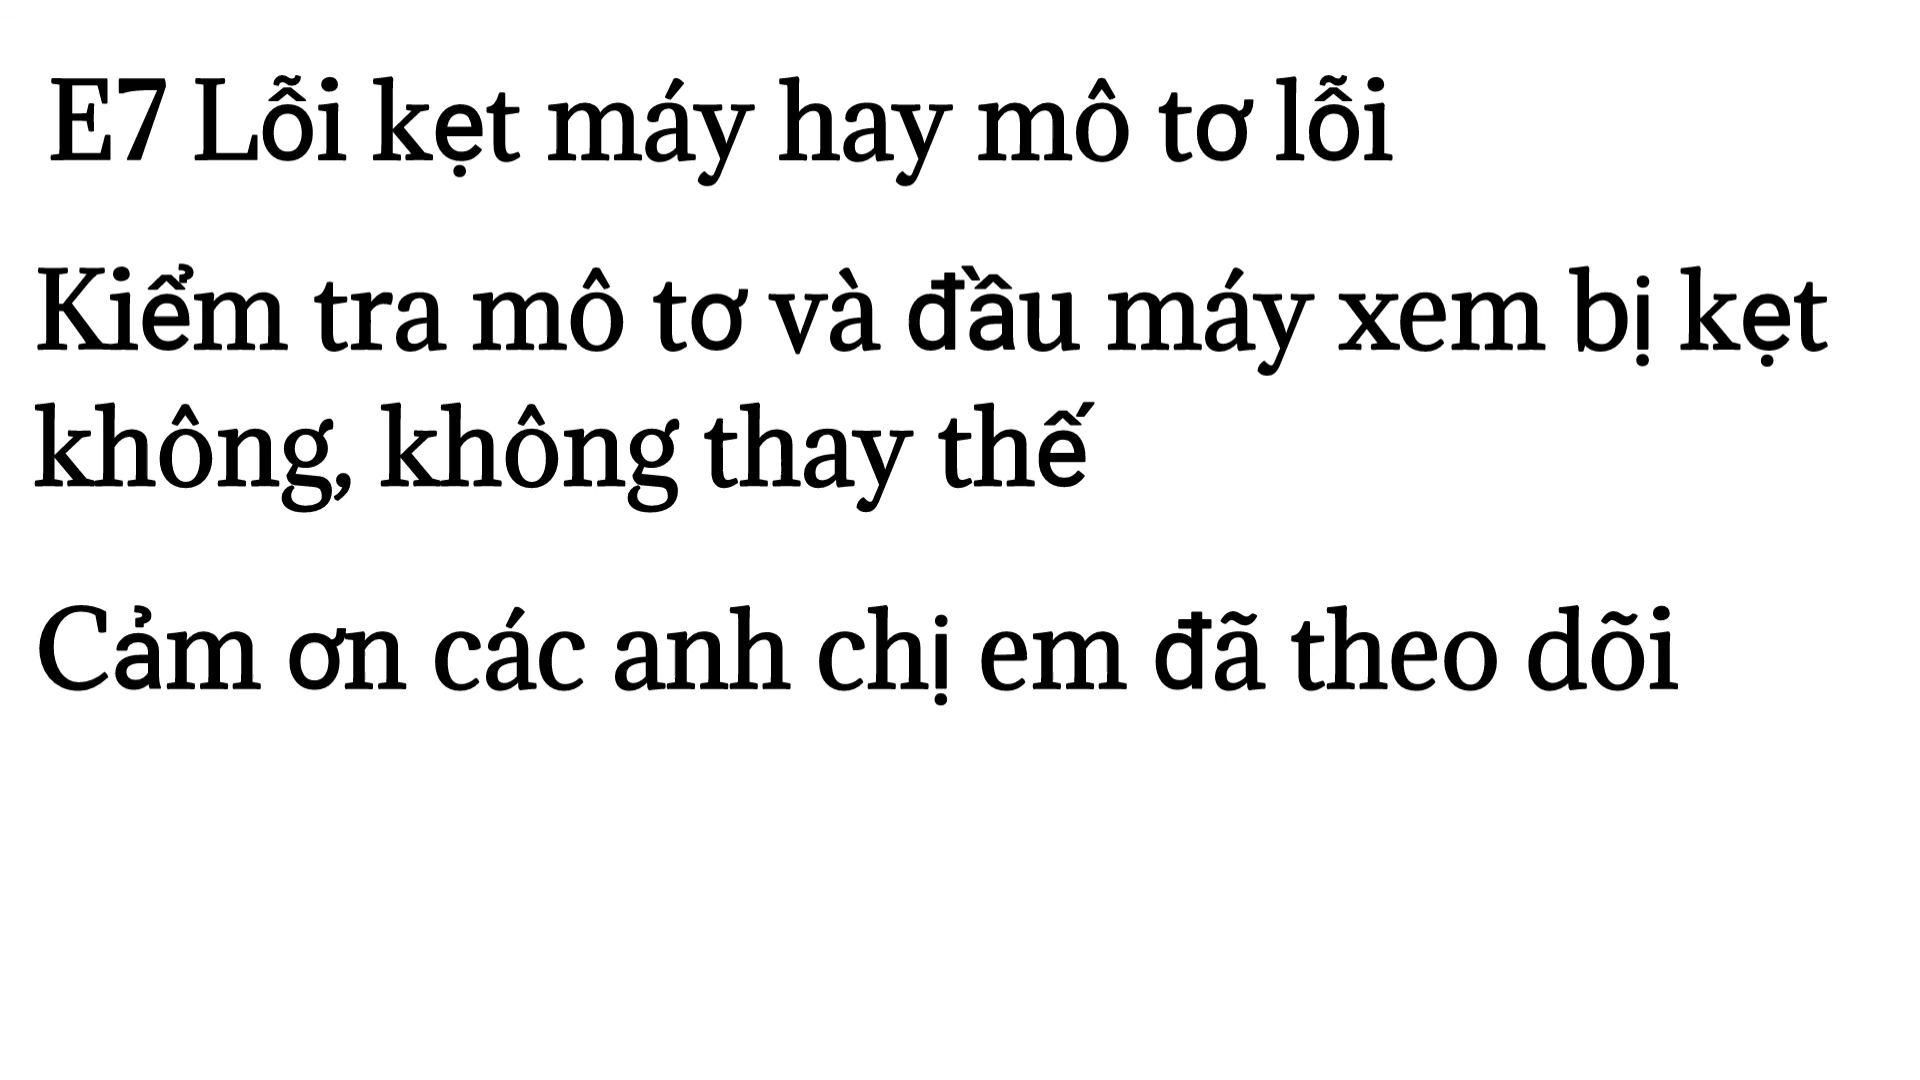 E7 Lỗi kẹt máy hay mô tơ lỗi
Kiểm tra mô tơ và đầu máy xem bị kẹt
không, không thay thế
Cảm ơn các anh chị em đã theo dõi